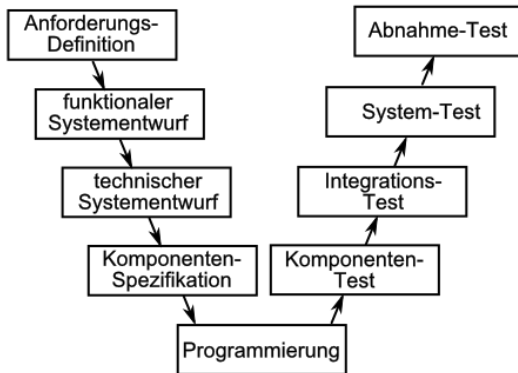 Anforderungs-
Definition
funktionaler
Systementwurf
technischer
Systementwurf
Komponenten-
Spezifikation
Programmierung
Komponenten-
Test
Integrations-
Test
System-Test
Abnahme-Test